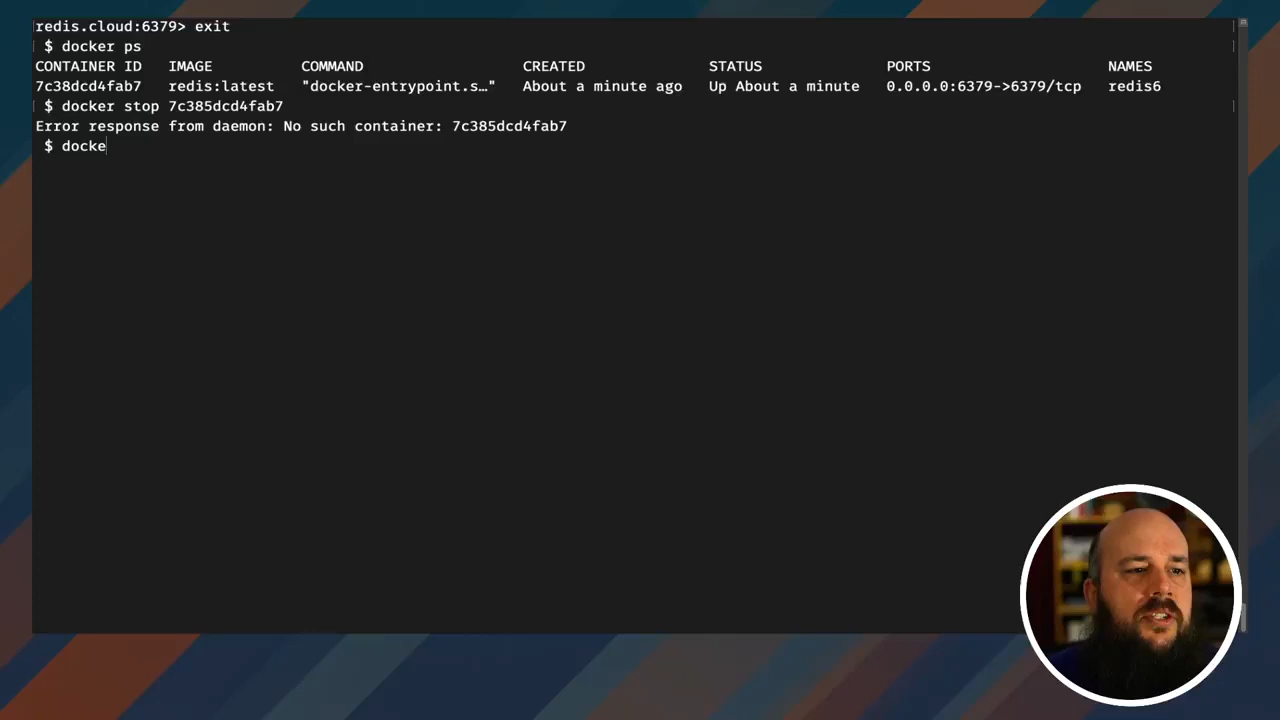 redis.cloud:6379> exit
$ docker ps
CONTAINER ID   IMAGE   COMMAND   CREATED   STATUS   PORTS   NAMES
7c38dcd4fab7   redis:latest   "docker-entrypoint.s…"   About a minute ago   Up About a minute   0.0.0.0:6379->6379/tcp   redis6
$ docker stop 7c385dcd4fab7
Error response from daemon: No such container: 7c385dcd4fab7
$ docke